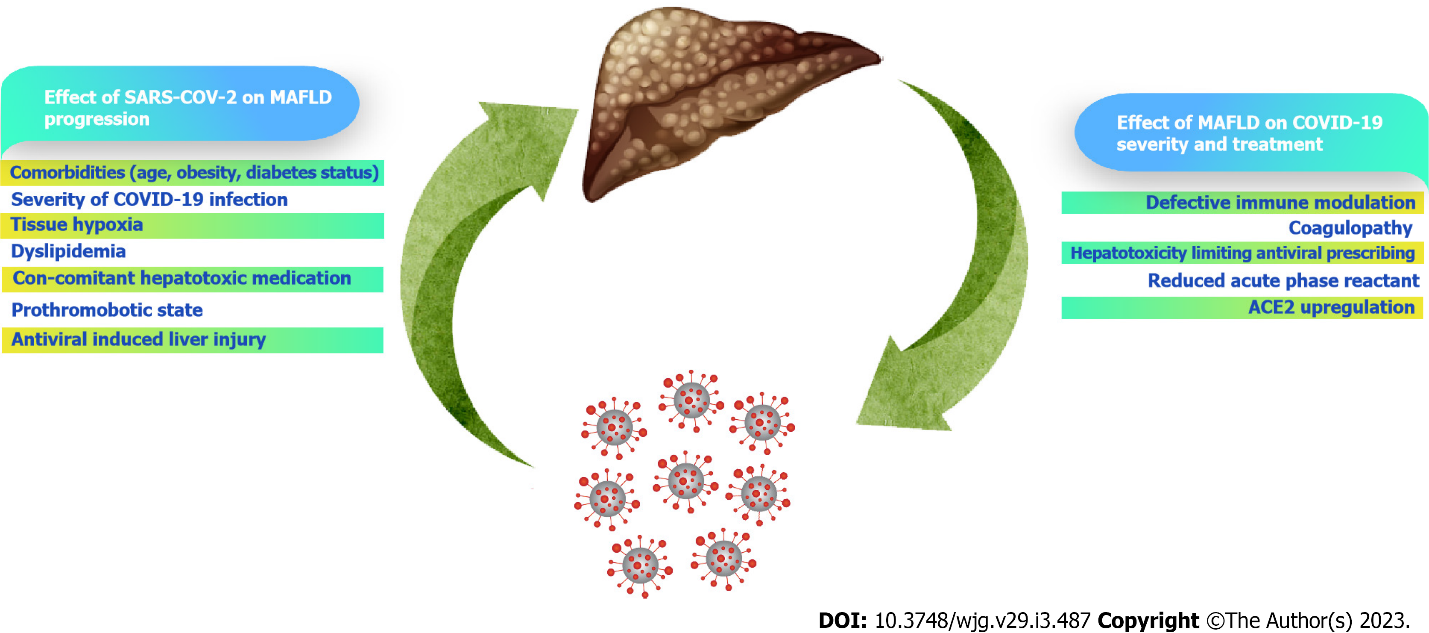 Effect of SARS-COV-2 on MAFLD
progression
Comorbidities (age, obesity, diabetes status)
Severity of COVID-19 infection
Tissue hypoxia
Dyslipidemia
Con-comitant hepatotoxic medication
Prothrombotic state
Antiviral induced liver injury
Effect of MAFLD on COVID-19
severity and treatment
Defective immune modulation
Coagulopathy
Hepatotoxicity limiting antiviral prescribing
Reduced acute phase reactant
ACE2 upregulation
DOI: 10.3748/wjg.v29.i3.487 Copyright ©The Author(s) 2023.